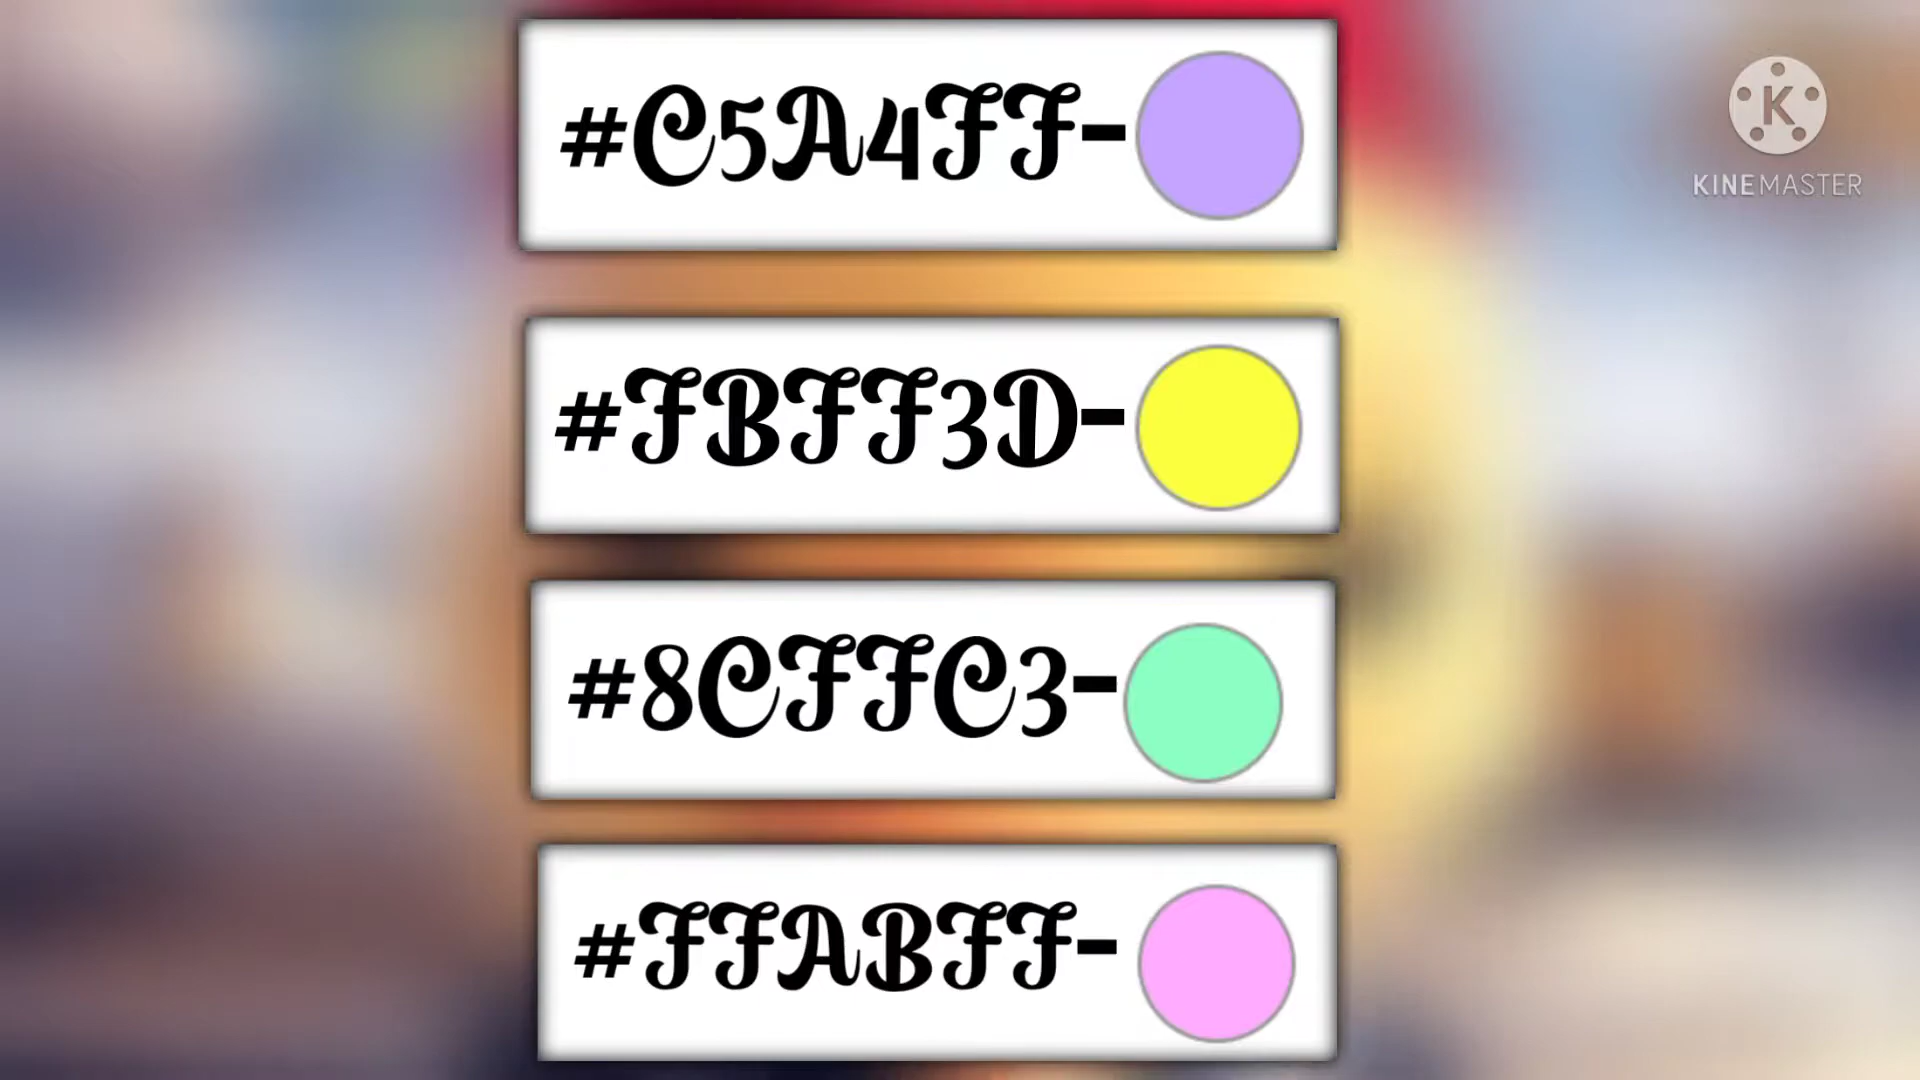 #C5A4FF-
KINEMASTER
#FBFF3D-
#8CFFC3-
#FFABFF-